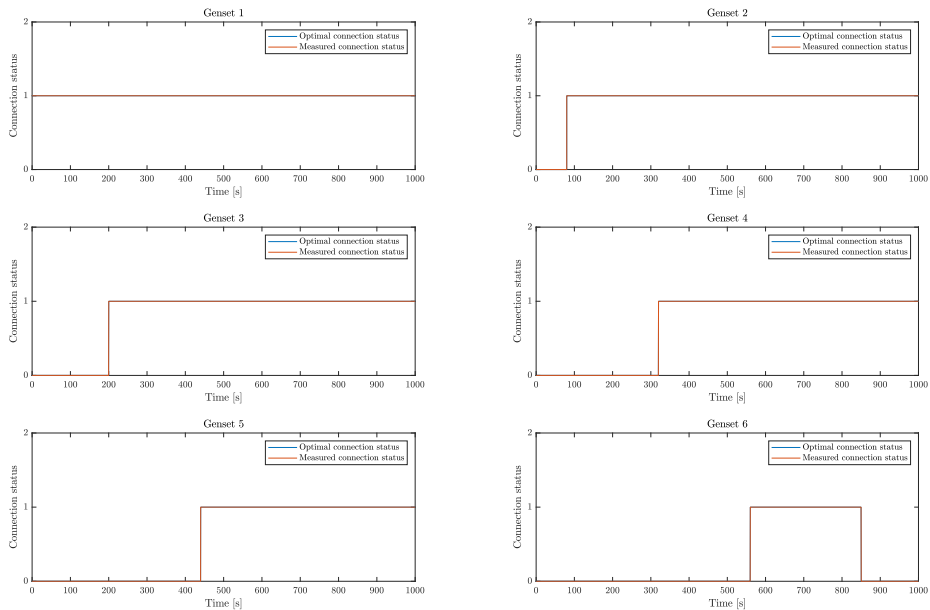 Genset 1
2
1
0
Connection status
Optimal connection status
Measured connection status
0 100 200 300 400 500 600 700 800 900 1000
Time [s]
Genset 2
2
1
0
Connection status
Optimal connection status
Measured connection status
0 100 200 300 400 500 600 700 800 900 1000
Time [s]
Genset 3
2
1
0
Connection status
Optimal connection status
Measured connection status
0 100 200 300 400 500 600 700 800 900 1000
Time [s]
Genset 4
2
1
0
Connection status
Optimal connection status
Measured connection status
0 100 200 300 400 500 600 700 800 900 1000
Time [s]
Genset 5
2
1
0
Connection status
Optimal connection status
Measured connection status
0 100 200 300 400 500 600 700 800 900 1000
Time [s]
Genset 6
2
1
0
Connection status
Optimal connection status
Measured connection status
0 100 200 300 400 500 600 700 800 900 1000
Time [s]